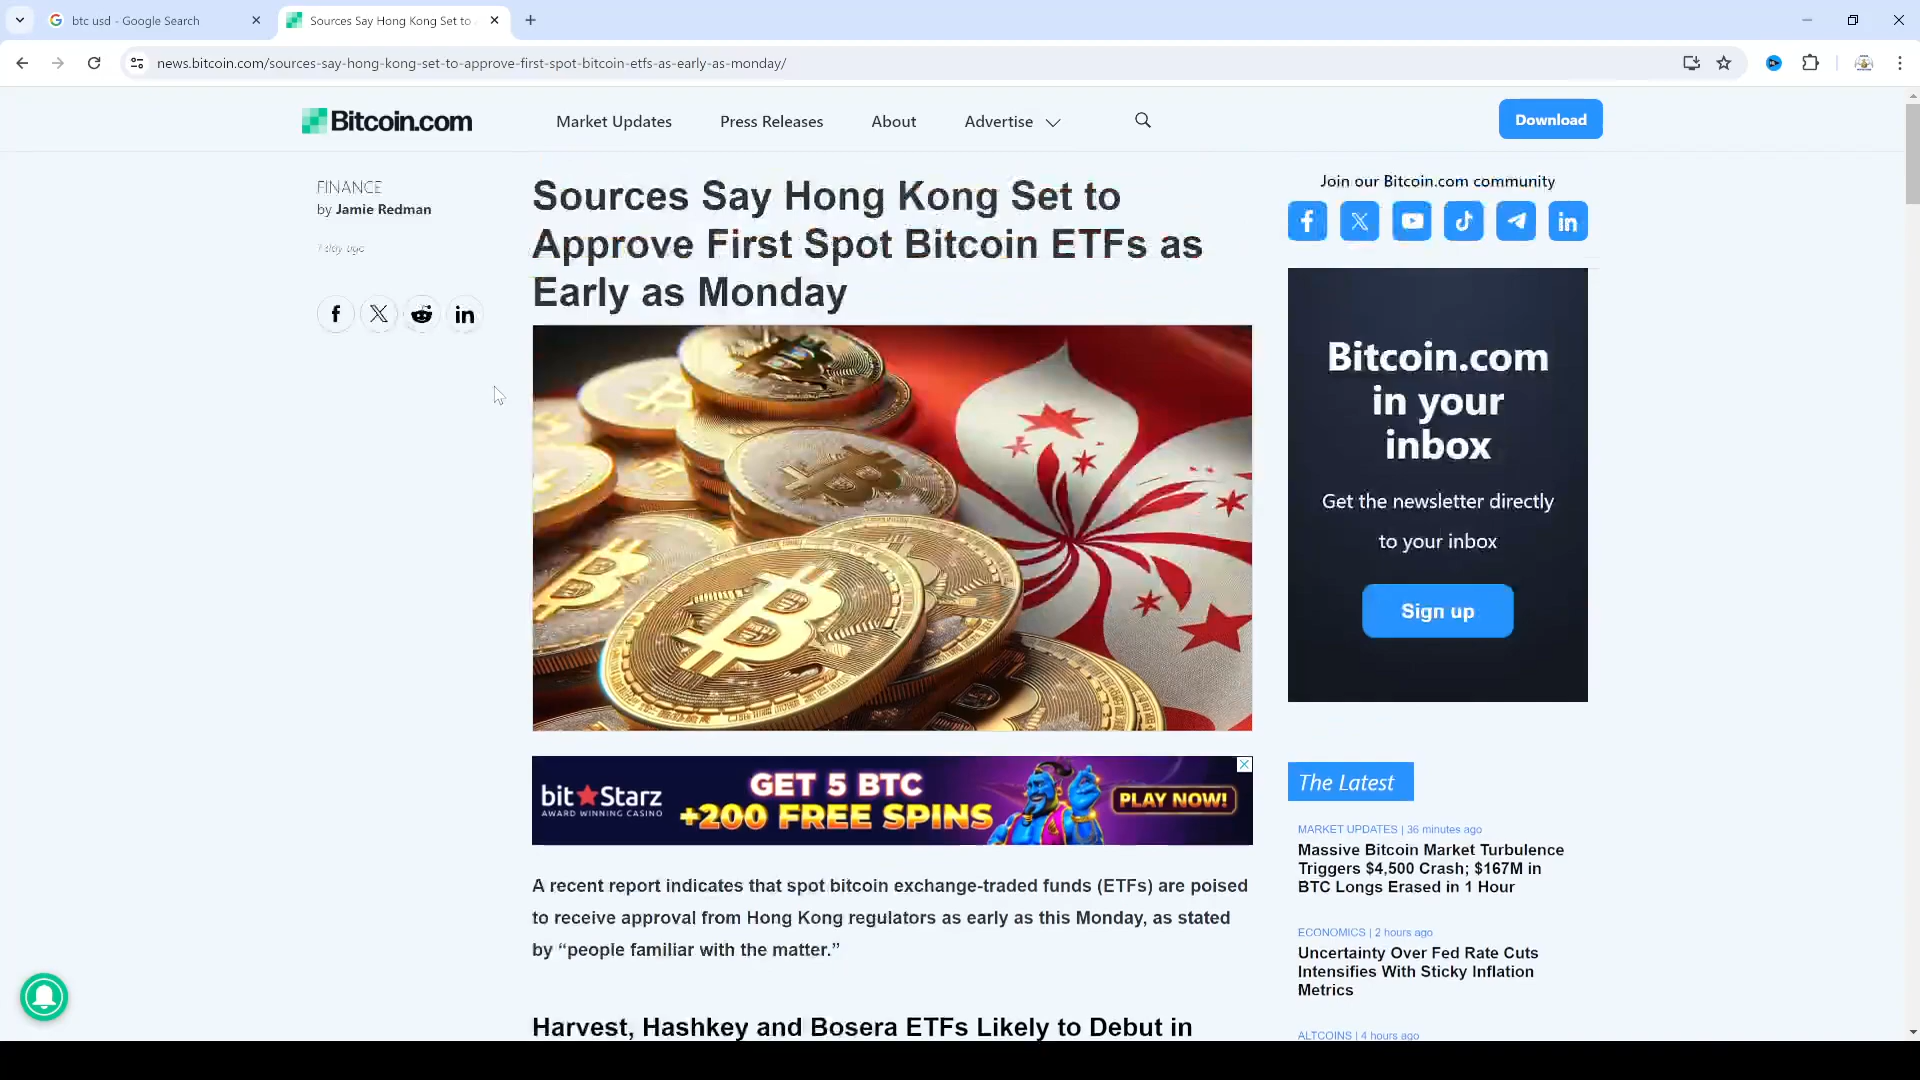 btc usd - Google Search
Sources Say Hong Kong Set to
news.bitcoin.com/sources-say-hong-kong-set-to-approve-first-spot-bitcoin-etfs-as-early-as-monday/
Bitcoin.com
Market Updates
Press Releases
About
Advertise
Download
FINANCE
by Jamie Redman
1 day ago
Sources Say Hong Kong Set to
Approve First Spot Bitcoin ETFs as
Early as Monday
Join our Bitcoin.com community
Bitcoin.com
in your
inbox
Get the newsletter directly
to your inbox
Sign up
bit★Starz
AWARD WINNING CASINO
GET 5 BTC
+200 FREE SPINS
PLAY NOW!
A recent report indicates that spot bitcoin exchange-traded funds (ETFs) are poised
to receive approval from Hong Kong regulators as early as this Monday, as stated
by “people familiar with the matter.”
Harvest, Hashkey and Bosera ETFs Likely to Debut in
The Latest
MARKET UPDATES | 36 minutes ago
Massive Bitcoin Market Turbulence
Triggers $4,500 Crash; $167M in
BTC Longs Erased in 1 Hour
ECONOMICS | 2 hours ago
Uncertainty Over Fed Rate Cuts
Intensifies With Sticky Inflation
Metrics
ALTCOINS | 4 hours ago